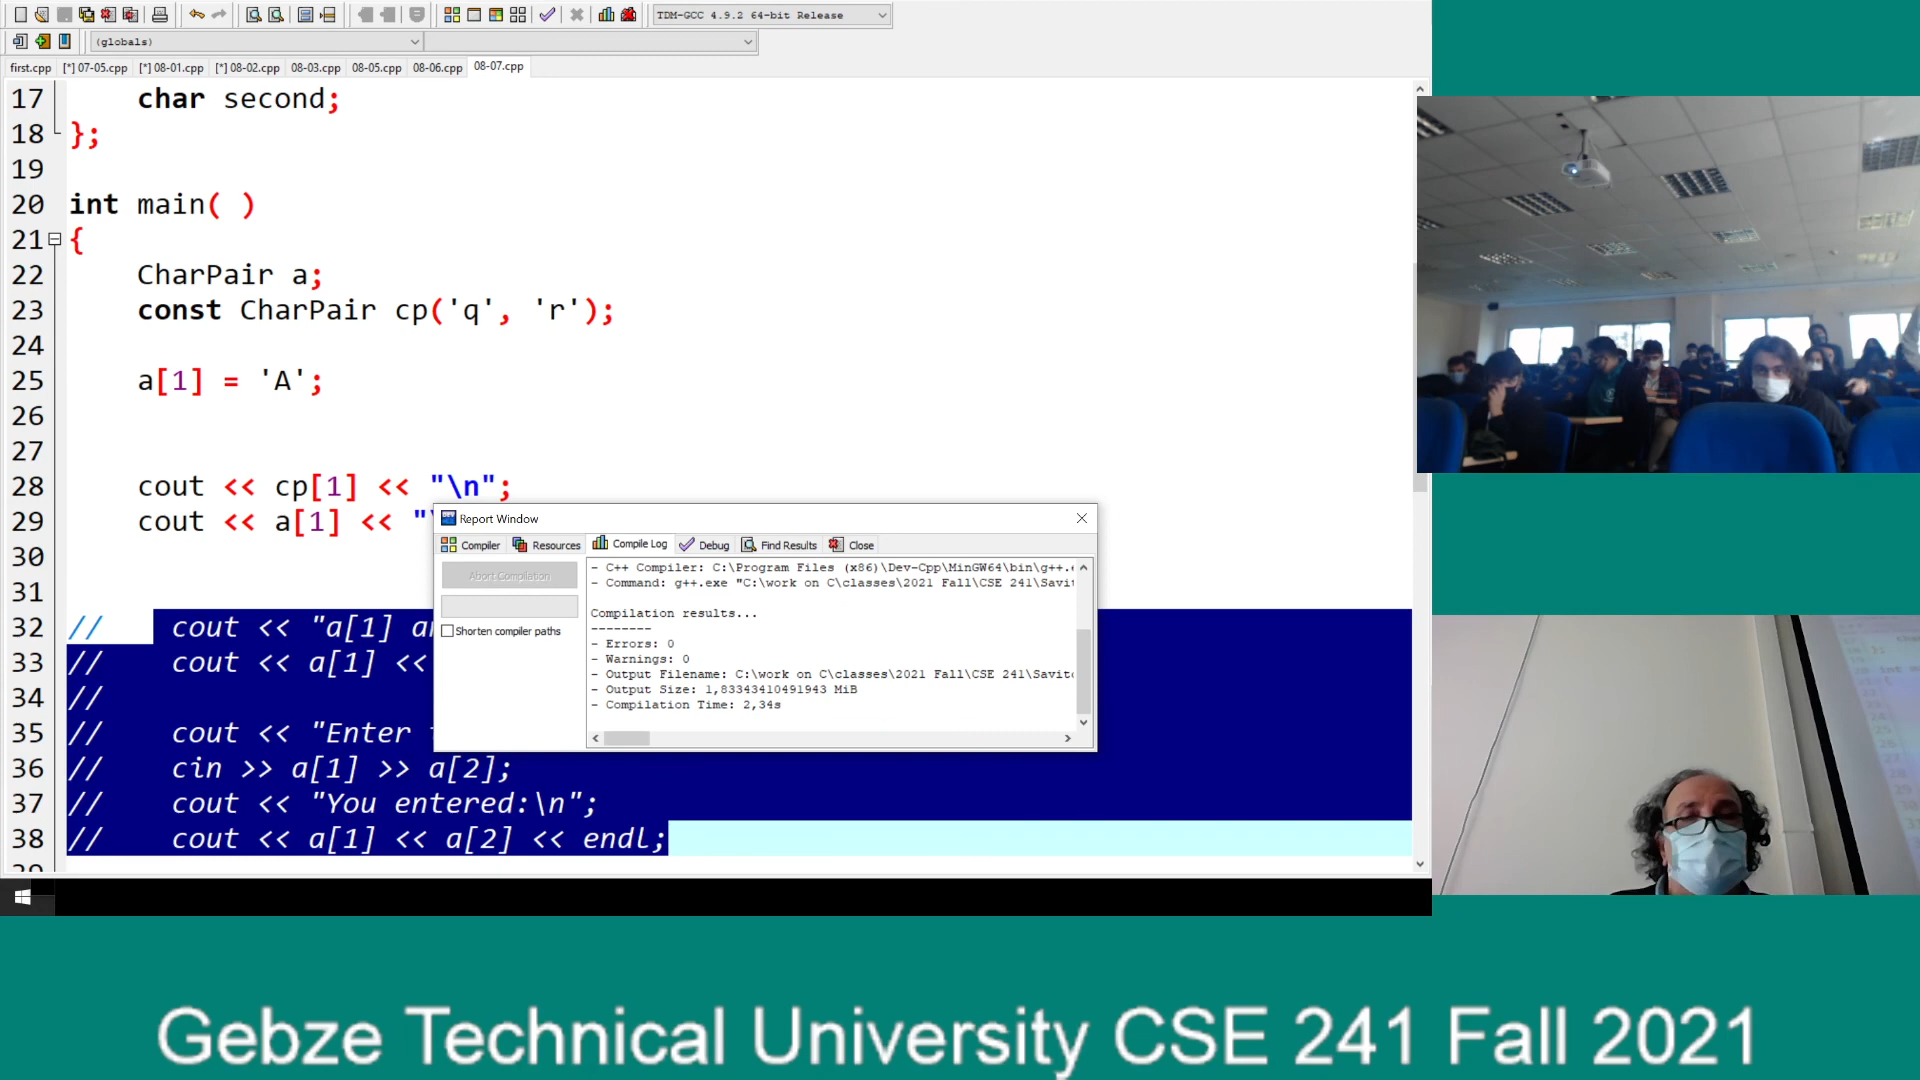 TDM-GCC 4.9.2 64-bit Release
(globals)
first.cpp [*] 07-05.cpp [*] 08-01.cpp [*] 08-02.cpp 08-03.cpp 08-05.cpp 08-06.cpp 08-07.cpp
17 char second;
18 };
19
20 int main( )
21 {
22 CharPair a;
23 const CharPair cp('q', 'r');
24
25 a[1] = 'A';
26
27
28 cout << cp[1] << "\n";
29 cout << a[1] << "
30
31
32 // cout << "a[1] a
33 // cout << a[1] <<
34 //
35 // cout << "Enter
36 // cin >> a[1] >> a[2];
37 // cout << "You entered:\n";
38 // cout << a[1] << a[2] << endl;
Report Window
Compiler Resources Compile Log Debug Find Results Close
Abort Compilation
Shorten compiler paths
- C++ Compiler: C:\Program Files (x86)\Dev-Cpp\MinGW64\bin\g++.
- Command: g++.exe "C:\work on C\classes\2021 Fall\CSE 241\Savit
Compilation results...
--------
- Errors: 0
- Warnings: 0
- Output Filename: C:\work on C\classes\2021 Fall\CSE 241\Savit
- Output Size: 1,83343410491943 MiB
- Compilation Time: 2,34s
Gebze Technical University CSE 241 Fall 2021